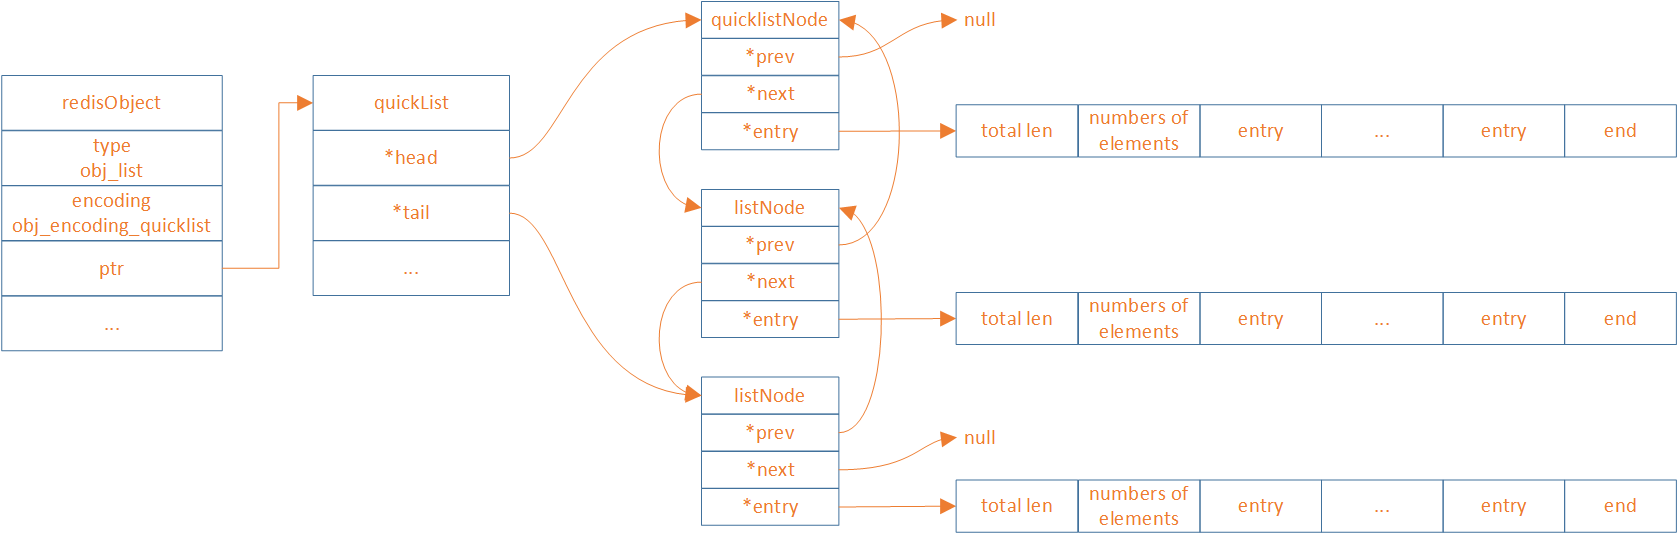 redisObject
type
obj_list
encoding
obj_encoding_quicklist
ptr
...
quickList
*head
*tail
...
quicklistNode
*prev
*next
*entry
null
total len
numbers of
elements
entry
...
entry
end
listNode
*prev
*next
*entry
total len
numbers of
elements
entry
...
entry
end
listNode
*prev
*next
*entry
null
total len
numbers of
elements
entry
...
entry
end